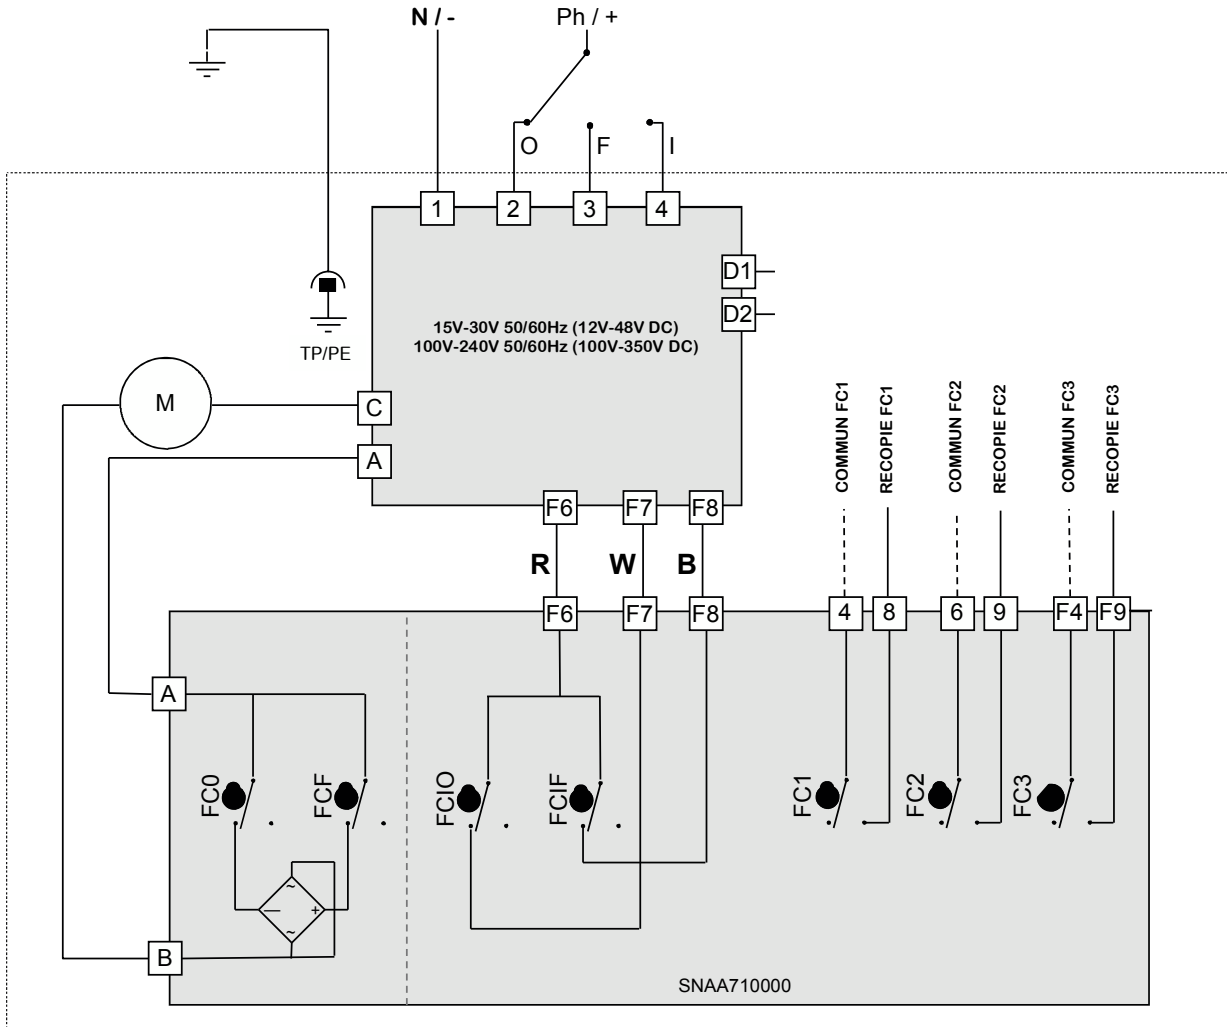 N / -
Ph / +
O
F
I
1
2
3
4
D1
D2
15V-30V 50/60Hz (12V-48V DC)
100V-240V 50/60Hz (100V-350V DC)
TP/PE
M
C
A
F6
F7
F8
R
W
B
COMMUN FC1
RECOPIE FC1
COMMUN FC2
RECOPIE FC2
COMMUN FC3
RECOPIE FC3
F6
F7
F8
4
8
6
9
F4
F9
A
FC0
FCF
FCIO
FCIF
FC1
FC2
FC3
~
— +
~
B
SNAA710000